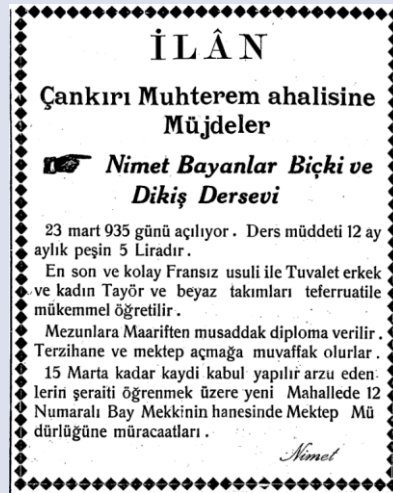 İLÂN
Çankırı Muhterem ahalisine
Müjdeler
Nimet Bayanlar Biçki ve
Dikiş Dersevi
23 mart 935 günü açılıyor. Ders müddeti 12 ay
aylık peşin 5 Liradır.
En son ve kolay Fransız usuli ile Tuvalet erkek
ve kadın Tayör ve beyaz takımları teferruatile
mükemmel öğretilir.
Mezunlara Maariften musaddak diploma verilir.
Terzihane ve mektep açmağa muvaffak olurlar.
15 Marta kadar kaydi kabul yapılır arzu eden
lerin şeraiti öğrenmek üzere yeni Mahallede 12
Numaralı Bay Mekkinin hanesinde Mektep Mü
dürlüğüne müracaatları.
Nimet